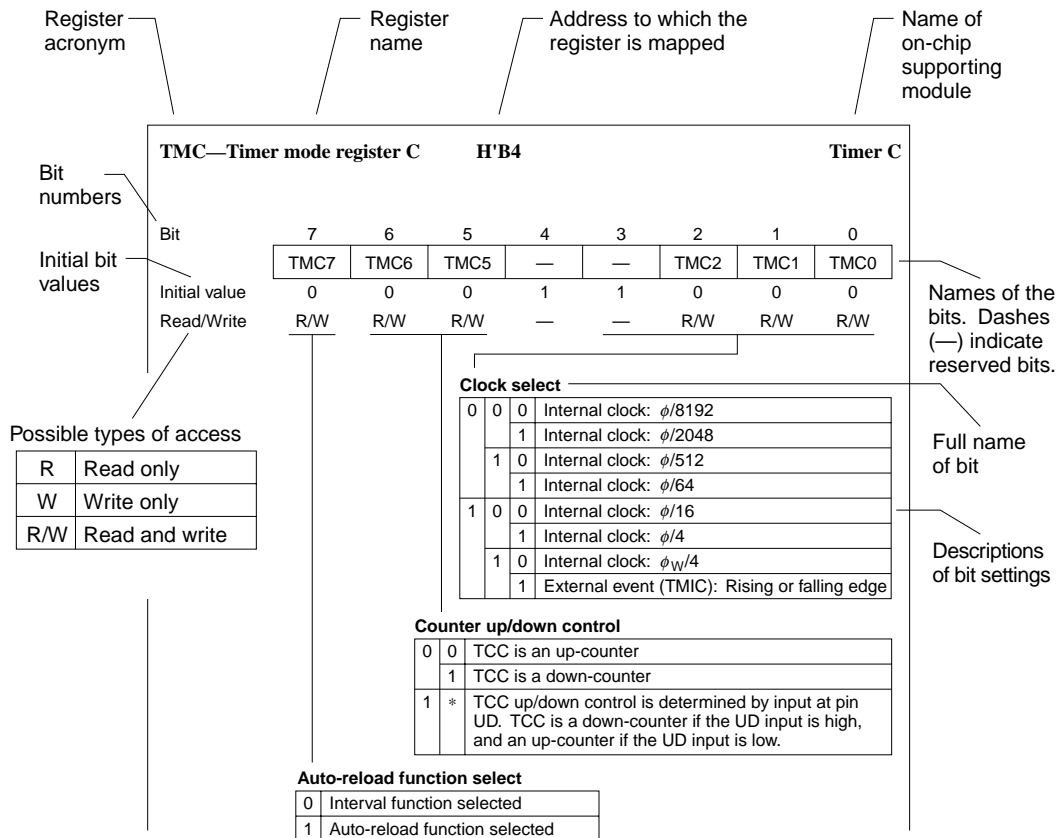 Register acronym
Register name
Address to which the register is mapped
Name of on-chip supporting module
TMC—Timer mode register C H'B4 Timer C
Bit numbers
Bit 7 6 5 4 3 2 1 0
Initial bit values
TMC7 TMC6 TMC5 — — TMC2 TMC1 TMC0
Initial value 0 0 0 1 1 0 0 0
Read/Write R/W R/W R/W — — R/W R/W R/W
Names of the bits. Dashes (—) indicate reserved bits.
Possible types of access
R Read only
W Write only
R/W Read and write
Clock select
0 0 0 Internal clock: ϕ/8192
1 Internal clock: ϕ/2048
1 0 Internal clock: ϕ/512
1 Internal clock: ϕ/64
1 0 0 Internal clock: ϕ/16
1 Internal clock: ϕ/4
1 0 Internal clock: ϕW/4
1 External event (TMIC): Rising or falling edge
Full name of bit
Descriptions of bit settings
Counter up/down control
0 0 TCC is an up-counter
1 TCC is a down-counter
1 * TCC up/down control is determined by input at pin
UD. TCC is a down-counter if the UD input is high,
and an up-counter if the UD input is low.
Auto-reload function select
0 Interval function selected
1 Auto-reload function selected